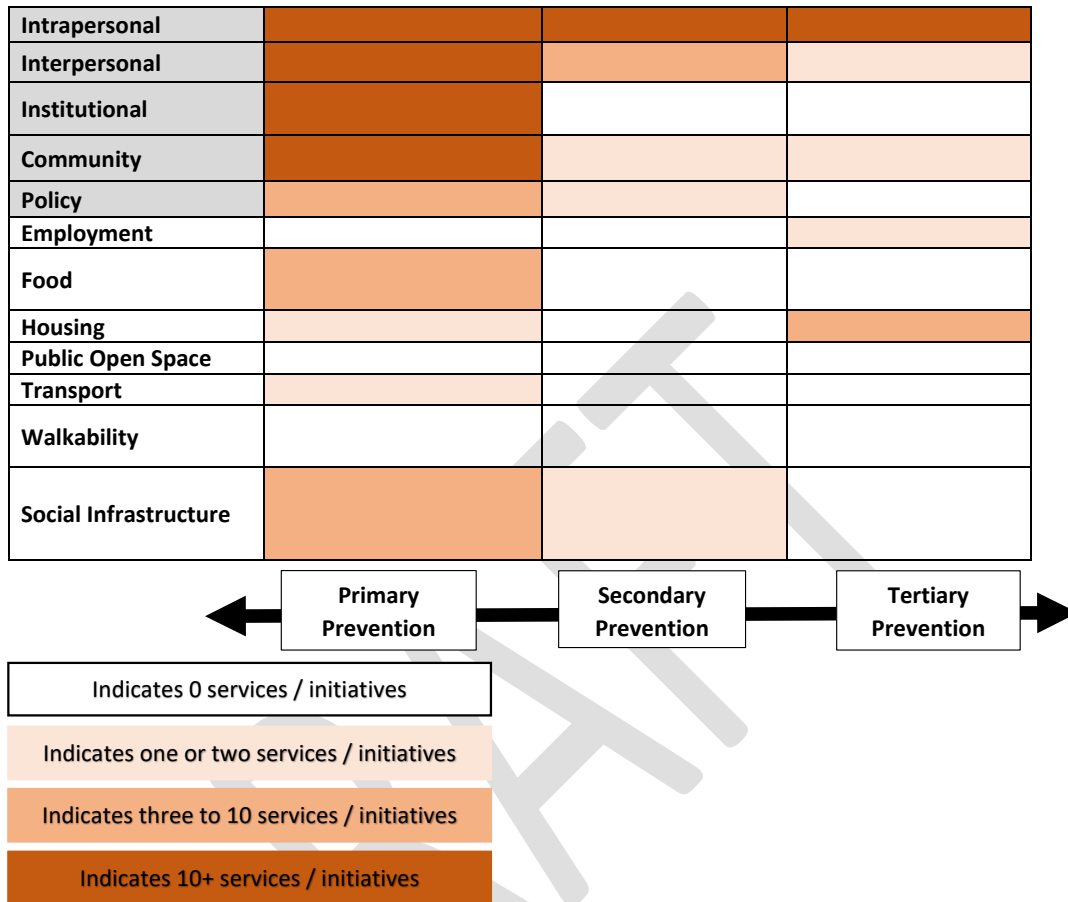 Intrapersonal
Interpersonal
Institutional
Community
Policy
Employment
Food
Housing
Public Open Space
Transport
Walkability
Social Infrastructure
Primary
Prevention
Secondary
Prevention
Tertiary
Prevention
Indicates 0 services / initiatives
Indicates one or two services / initiatives
Indicates three to 10 services / initiatives
Indicates 10+ services / initiatives
DRAFT